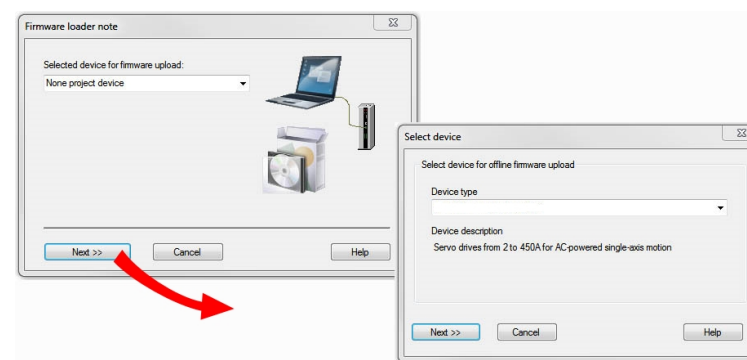 Firmware loader note
Selected device for firmware upload:
None project device
Next >>
Cancel
Help
Select device
Select device for offline firmware upload
Device type
Device description
Servo drives from 2 to 450A for AC-powered single-axis motion
Next >>
Cancel
Help